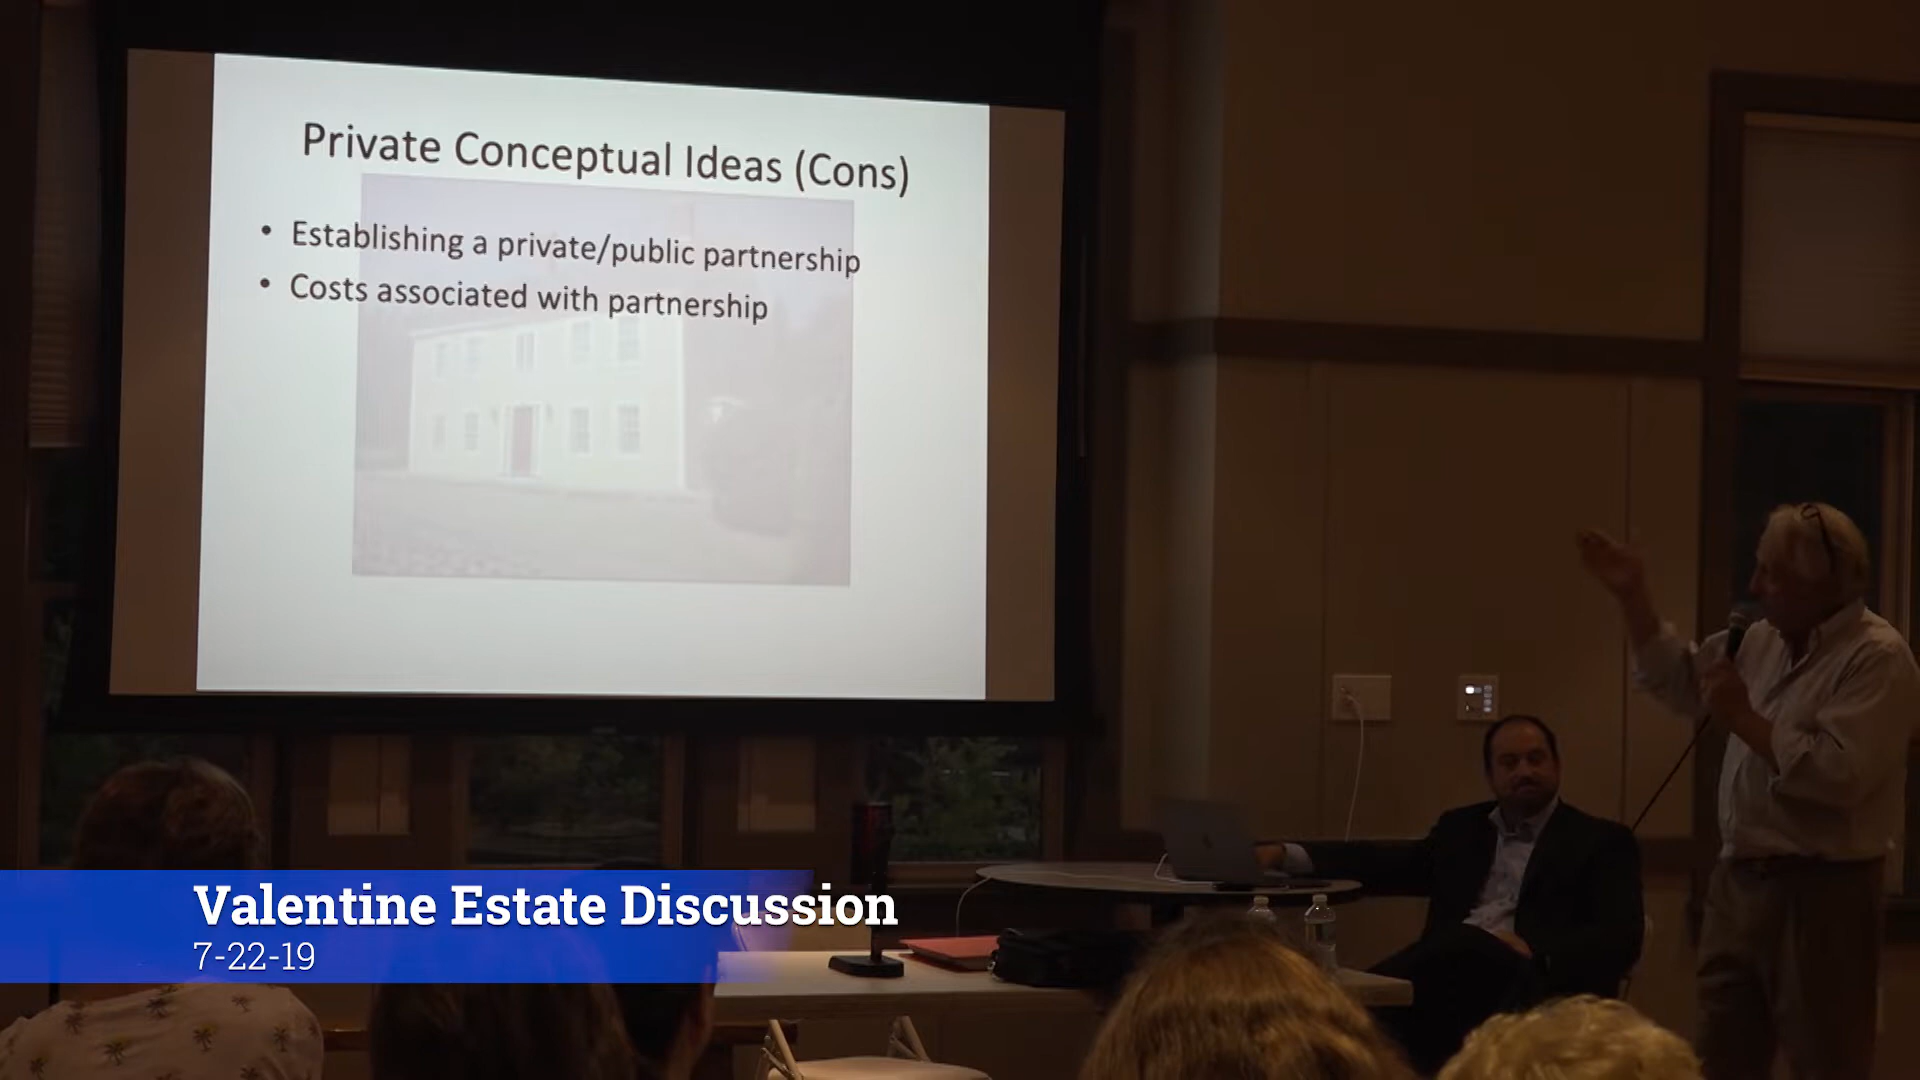 Private Conceptual Ideas (Cons)
• Establishing a private/public partnership
• Costs associated with partnership
Valentine Estate Discussion
7-22-19